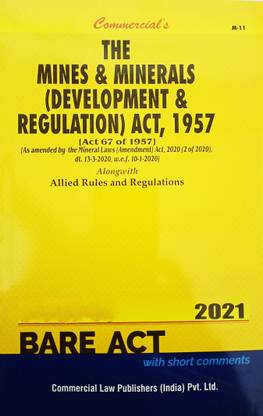 Commercial's
M-11
THE
MINES & MINERALS
(DEVELOPMENT &
REGULATION) ACT, 1957
[Act 67 of 1957]
[As amended by the Mineral Laws (Amendment) Act, 2020 (2 of 2020),
dt. 13-3-2020, w.e.f. 10-1-2020]
Alongwith
Allied Rules and Regulations
2021
BARE ACT
with short comments
Commercial Law Publishers (India) Pvt. Ltd.